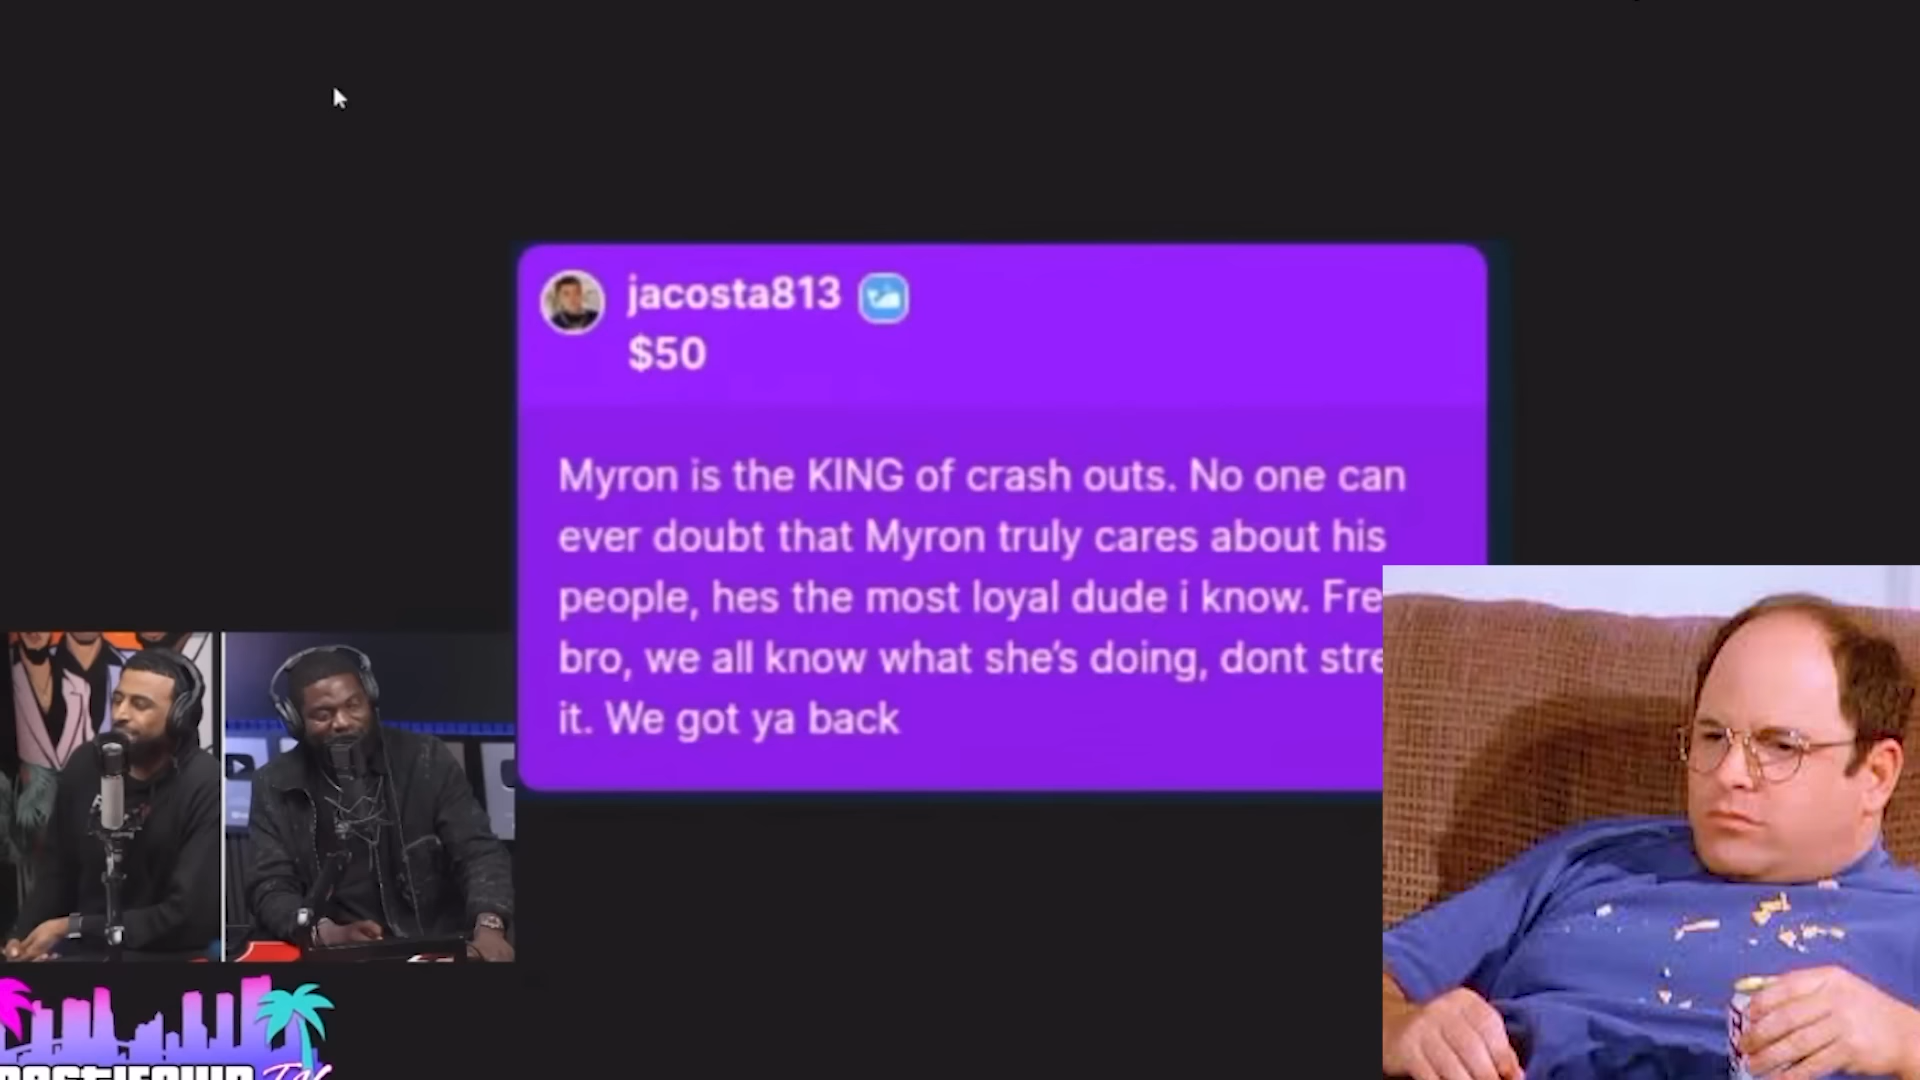 jacosta813
$50
Myron is the KING of crash outs. No one can
ever doubt that Myron truly cares about his
people, hes the most loyal dude i know. Fre
bro, we all know what she's doing, dont stre
it. We got ya back